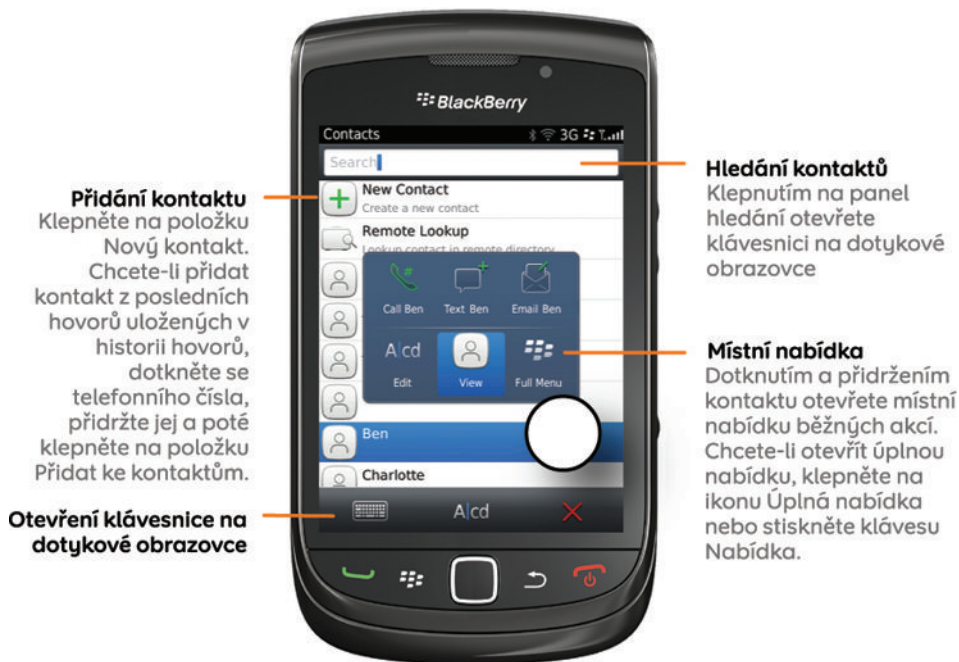 BlackBerry
Contacts
3G
Search
New Contact
Create a new contact
Remote Lookup
Lookup contact in remote directory
Call Ben
Text Ben
Email Ben
A|cd
Edit
View
Full Menu
Ben
Charlotte
A|cd
Přidání kontaktu
Klepněte na položku
Nový kontakt.
Chcete-li přidat
kontakt z posledních
hovorů uložených v
historii hovorů,
dotkněte se
telefonního čísla,
přidržte jej a poté
klepněte na položku
Přidat ke kontaktům.
Otevření klávesnice na
dotykové obrazovce
Hledání kontaktů
Klepnutím na panel
hledání otevřete
klávesnici na dotykové
obrazovce
Místní nabídka
Dotknutím a přidržením
kontaktu otevřete místní
nabídku běžných akcí.
Chcete-li otevřít úplnou
nabídku, klepněte na
ikonu Úplná nabídka
nebo stiskněte klávesu
Nabídka.